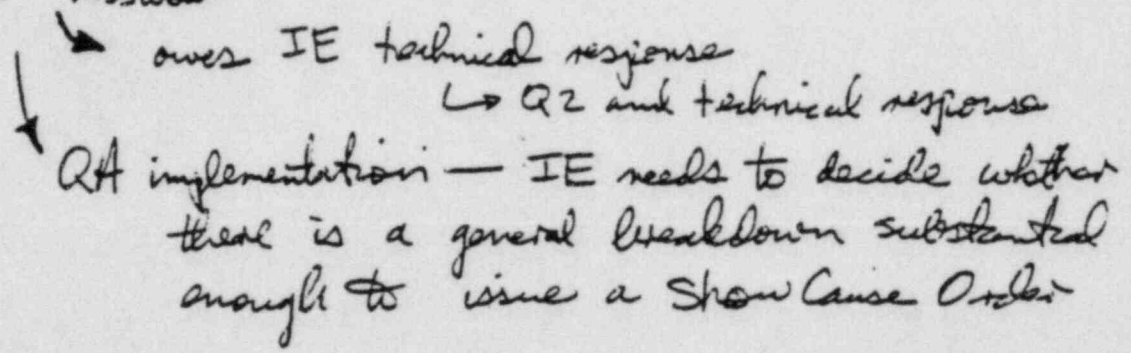 owes IE technical response
↳ Q2 and technical response
QA implementation — IE needs to decide whether
there is a general breakdown substantial
enough to issue a Show Cause Order